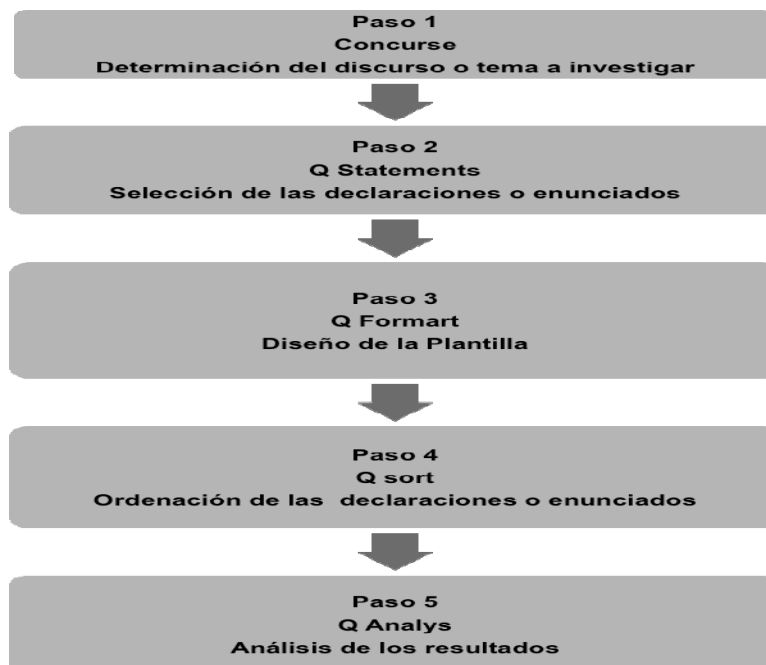 Paso 1
Concurse
Determinación del discurso o tema a investigar
Paso 2
Q Statements
Selección de las declaraciones o enunciados
Paso 3
Q Formart
Diseño de la Plantilla
Paso 4
Q sort
Ordenación de las declaraciones o enunciados
Paso 5
Q Analys
Análisis de los resultados